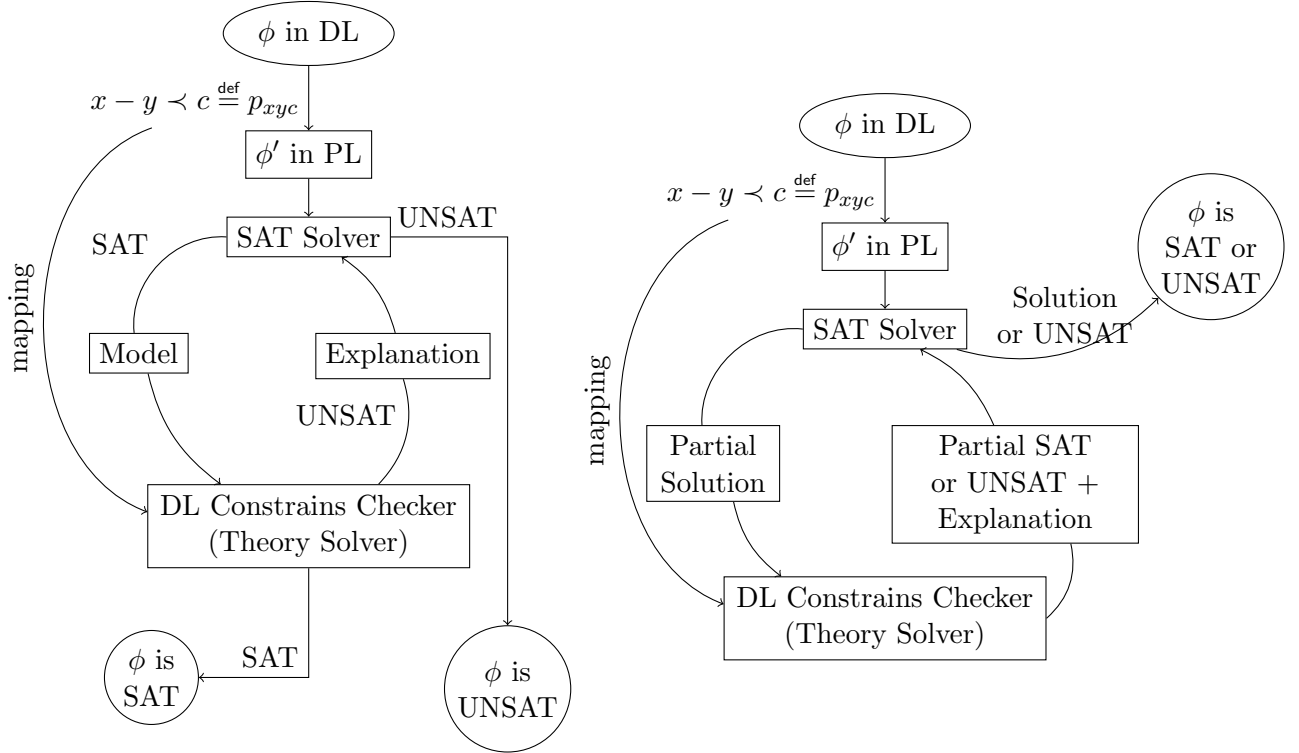 ϕ in DL
x − y ≺ c def= p_xyc
ϕ′ in PL
SAT Solver
UNSAT
SAT
mapping
Model
Explanation
UNSAT
DL Constrains Checker
(Theory Solver)
SAT
ϕ is
SAT
ϕ is
UNSAT
ϕ in DL
x − y ≺ c def= p_xyc
ϕ′ in PL
SAT Solver
Solution
or UNSAT
ϕ is
SAT or
UNSAT
mapping
Partial
Solution
Partial SAT
or UNSAT +
Explanation
DL Constrains Checker
(Theory Solver)